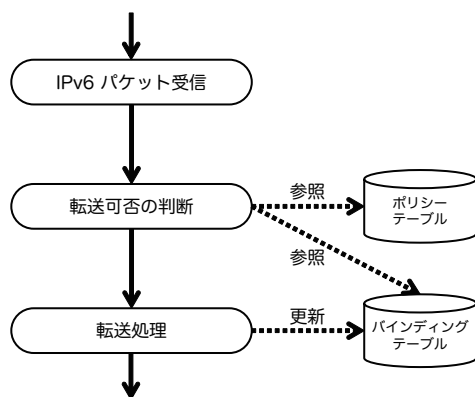 IPv6 パケット受信
転送可否の判断
参照
ポリシー
テーブル
参照
転送処理
更新
バインディング
テーブル